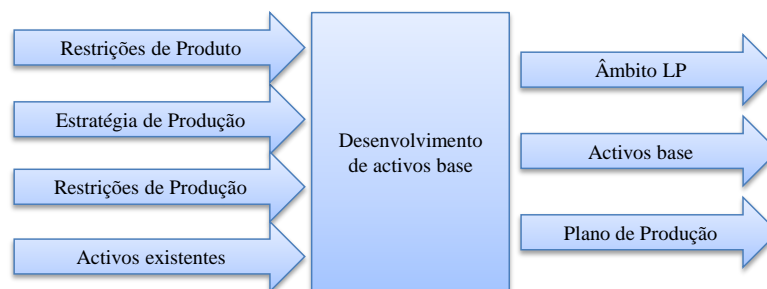 Restrições de Produto
Estratégia de Produção
Restrições de Produção
Activos existentes
Desenvolvimento
de activos base
Âmbito LP
Activos base
Plano de Produção